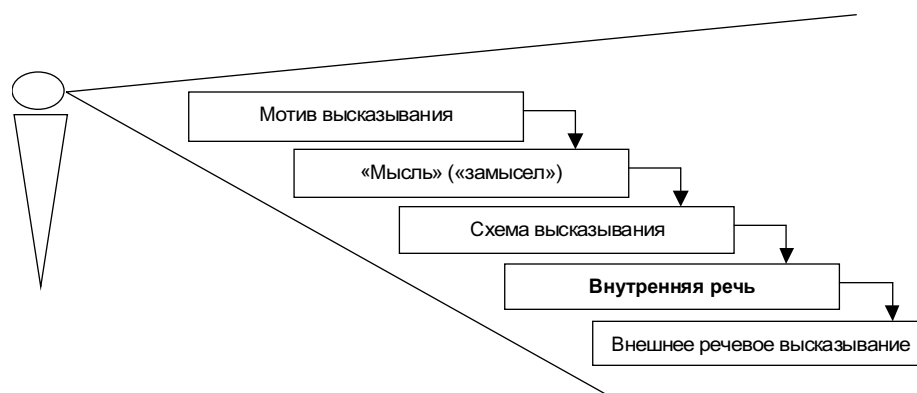 Мотив высказывания
«Мысль» («замысел»)
Схема высказывания
Внутренняя речь
Внешнее речевое высказывание